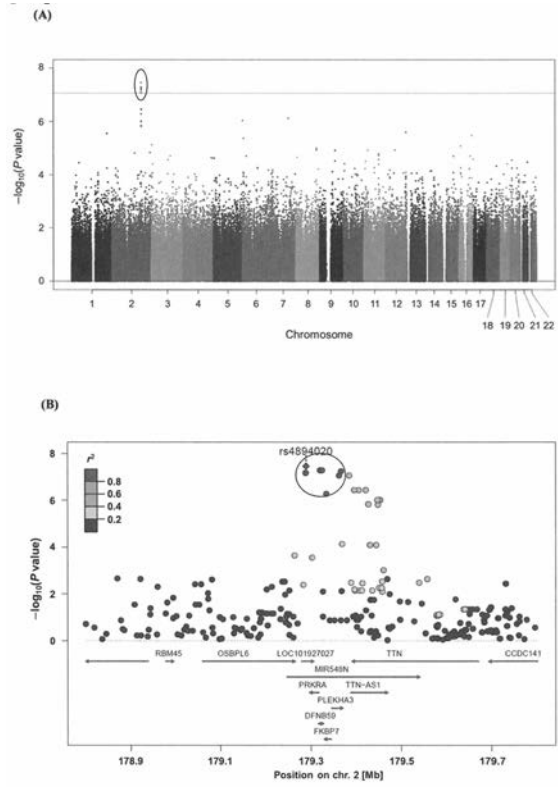 (A)
8
6
4
2
0
−log10(P value)
1 2 3 4 5 6 7 8 9 10 11 12 13 14 15 16 17
18 19 20 21 22
Chromosome
(B)
rs4894020
r2
0.8
0.6
0.4
0.2
8
6
4
2
0
−log10(P value)
RBM45 OSBPL6 LOC101927027 TTN CCDC141
MIR548N
PRKRA TTN−AS1
PLEKHA3
DFNB59
FKBP7
178.9 179.1 179.3 179.5 179.7
Position on chr. 2 [Mb]